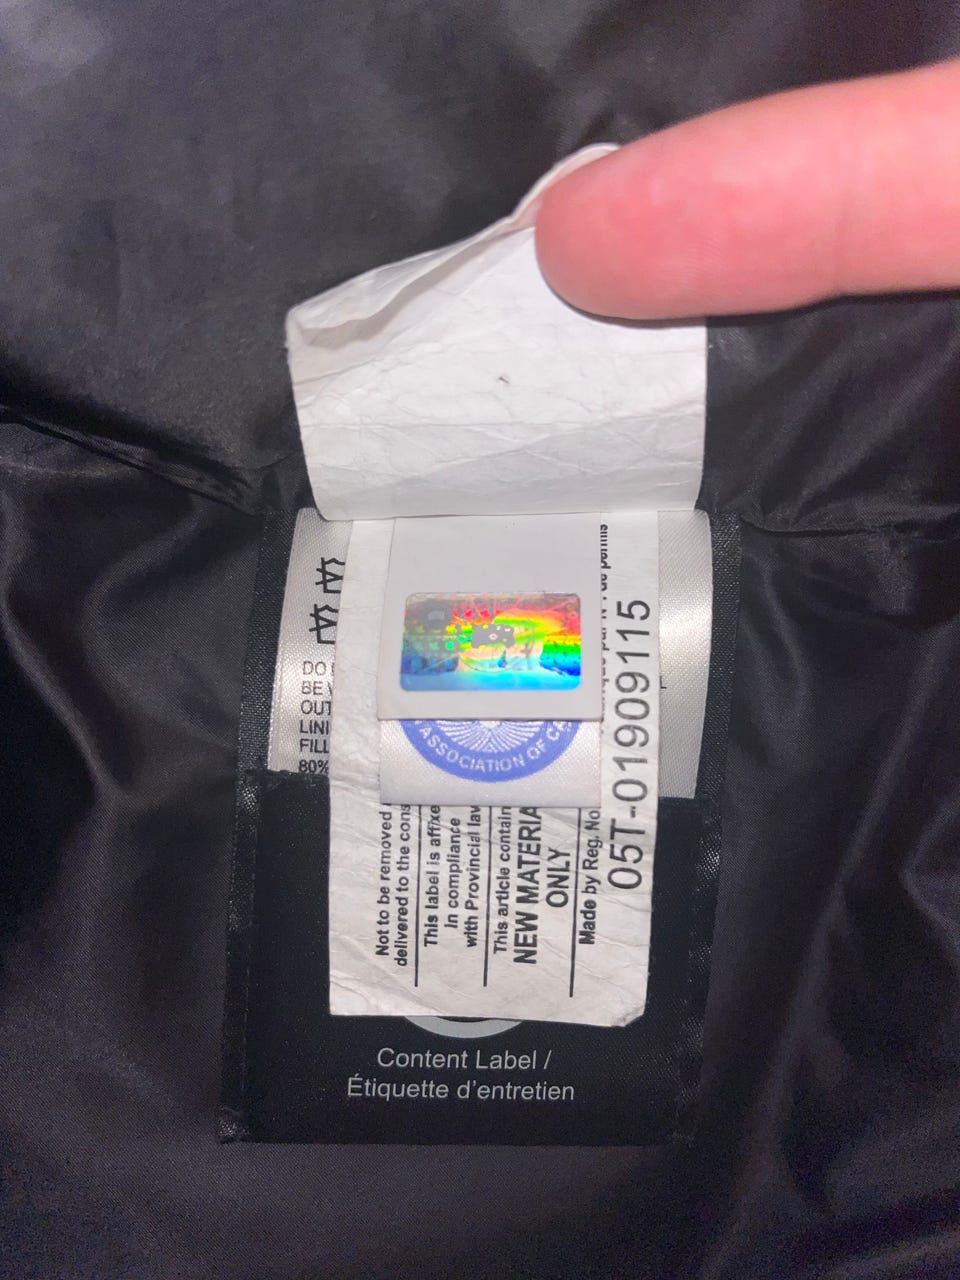 DO
BE
OUT
LINI
FILL
80%
ASSOCIATION OF C
Not to be removed
delivered to the cons
This label is affixe
In compliance
with Provincial law
This article contain
NEW MATERIA
ONLY
Made by Reg. No
05T-01909115
Content Label /
Étiquette d'entretien